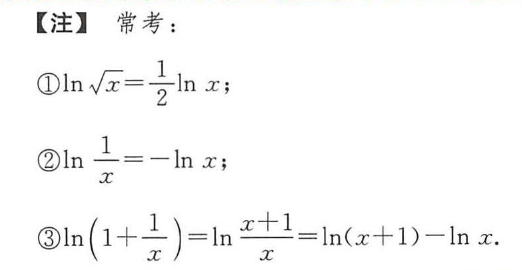 【注】 常考：
①ln √x = 1/2 ln x;
②ln 1/x = －ln x;
③ln(1+1/x)=ln (x+1)/x=ln(x+1)－ln x.